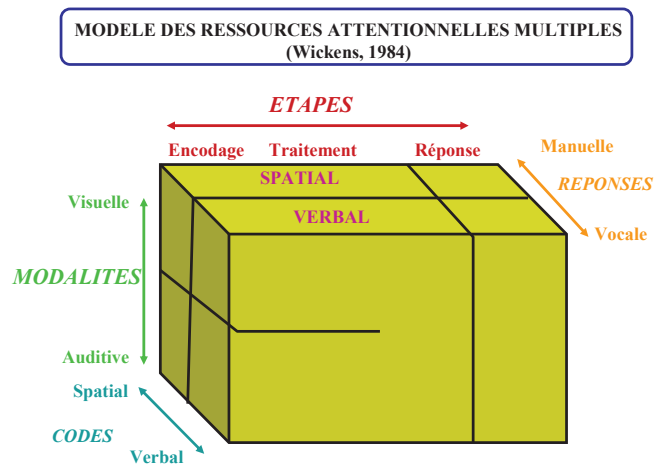 MODELE DES RESSOURCES ATTENTIONNELLES MULTIPLES
(Wickens, 1984)
ETAPES
Encodage Traitement Réponse
Manuelle
SPATIAL
REPONSES
Visuelle
VERBAL
Vocale
MODALITES
Auditive
Spatial
CODES
Verbal